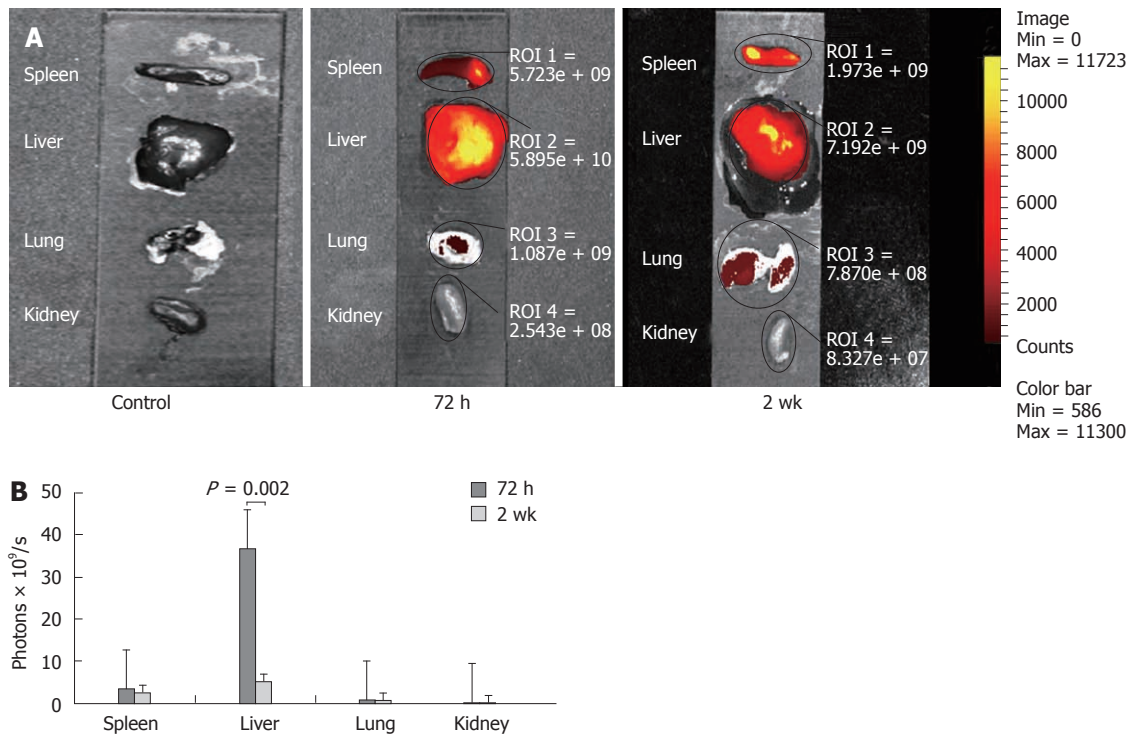 A
Spleen
Liver
Lung
Kidney
Control
Spleen
Liver
Lung
Kidney
ROI 1 =
5.723e + 09
ROI 2 =
5.895e + 10
ROI 3 =
1.087e + 09
ROI 4 =
2.543e + 08
72 h
Spleen
Liver
Lung
Kidney
ROI 1 =
1.973e + 09
ROI 2 =
7.192e + 09
ROI 3 =
7.870e + 08
ROI 4 =
8.327e + 07
2 wk
Image
Min = 0
Max = 11723
10000
8000
6000
4000
2000
Counts
Color bar
Min = 586
Max = 11300
B
Photons × 10⁹/s
50
40
30
20
10
0
P = 0.002
72 h
2 wk
Spleen
Liver
Lung
Kidney